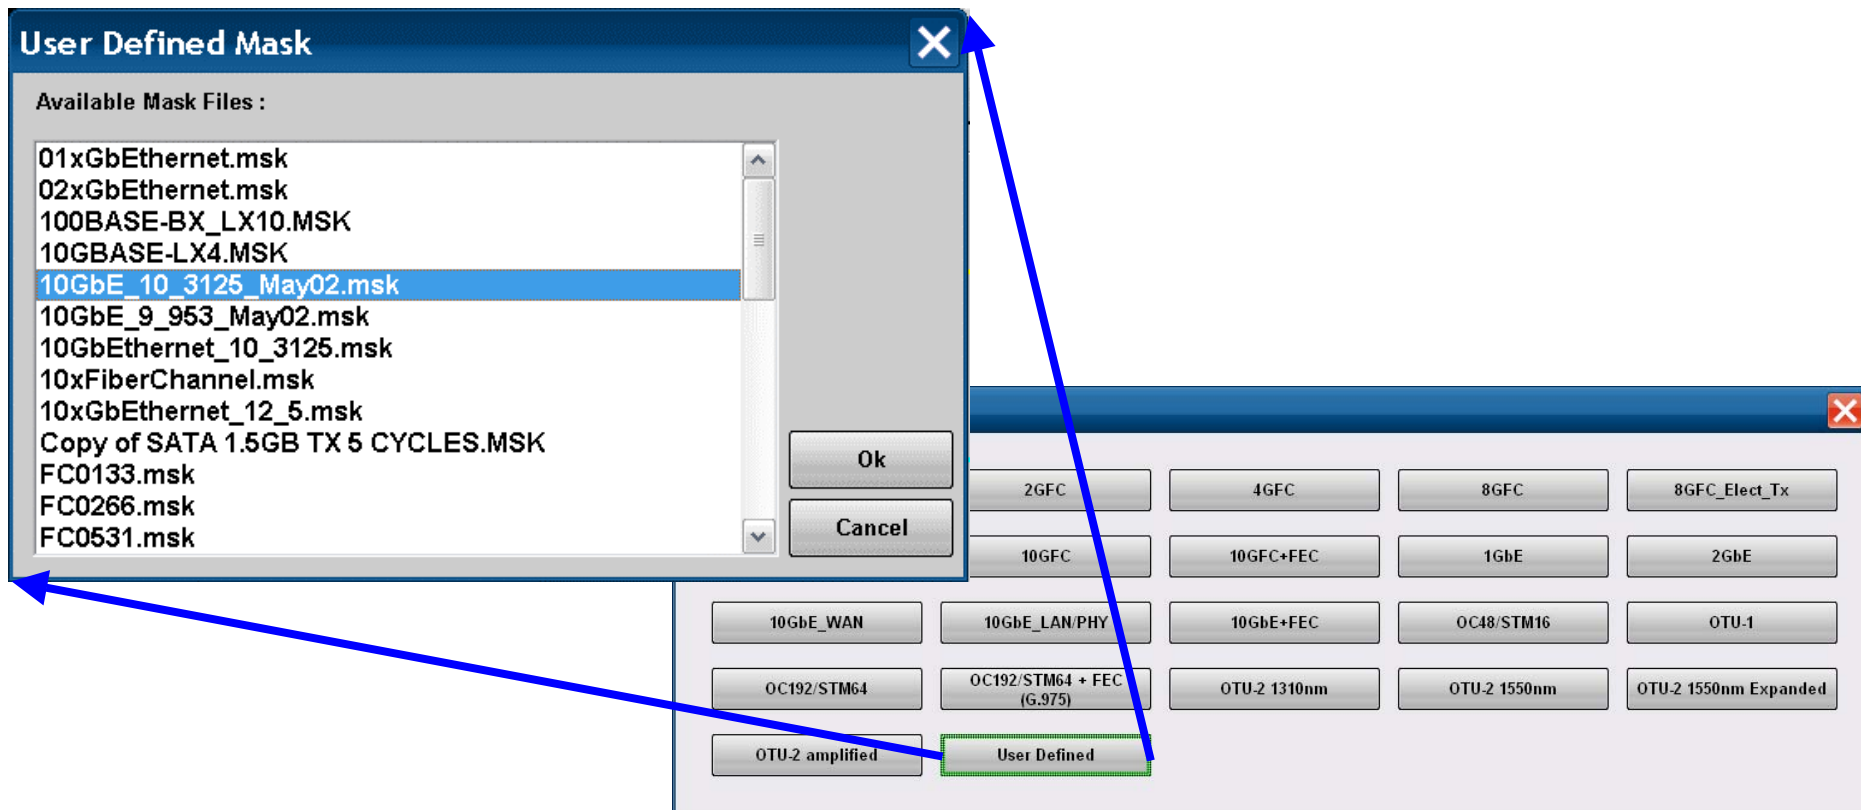 User Defined Mask
Available Mask Files :
01xGbEthernet.msk
02xGbEthernet.msk
100BASE-BX_LX10.MSK
10GBASE-LX4.MSK
10GbE_10_3125_May02.msk
10GbE_9_953_May02.msk
10GbEthernet_10_3125.msk
10xFiberChannel.msk
10xGbEthernet_12_5.msk
Copy of SATA 1.5GB TX 5 CYCLES.MSK
FC0133.msk
FC0266.msk
FC0531.msk
Ok
Cancel
2GFC 4GFC 8GFC 8GFC_Elect_Tx
10GFC 10GFC+FEC 1GbE 2GbE
10GbE_WAN 10GbE_LAN/PHY 10GbE+FEC OC48/STM16 OTU-1
OC192/STM64 OC192/STM64 + FEC (G.975) OTU-2 1310nm OTU-2 1550nm OTU-2 1550nm Expanded
OTU-2 amplified User Defined